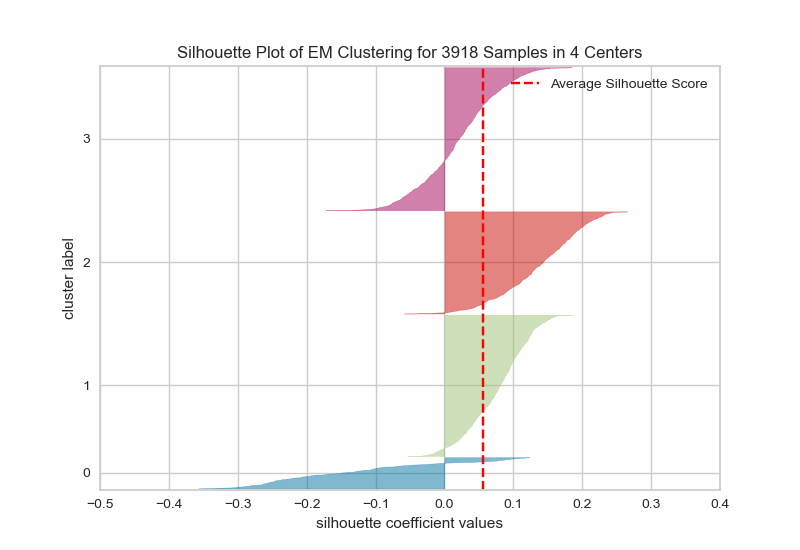 Silhouette Plot of EM Clustering for 3918 Samples in 4 Centers
Average Silhouette Score
3
2
1
0
cluster label
−0.5 −0.4 −0.3 −0.2 −0.1 0.0 0.1 0.2 0.3 0.4
silhouette coefficient values